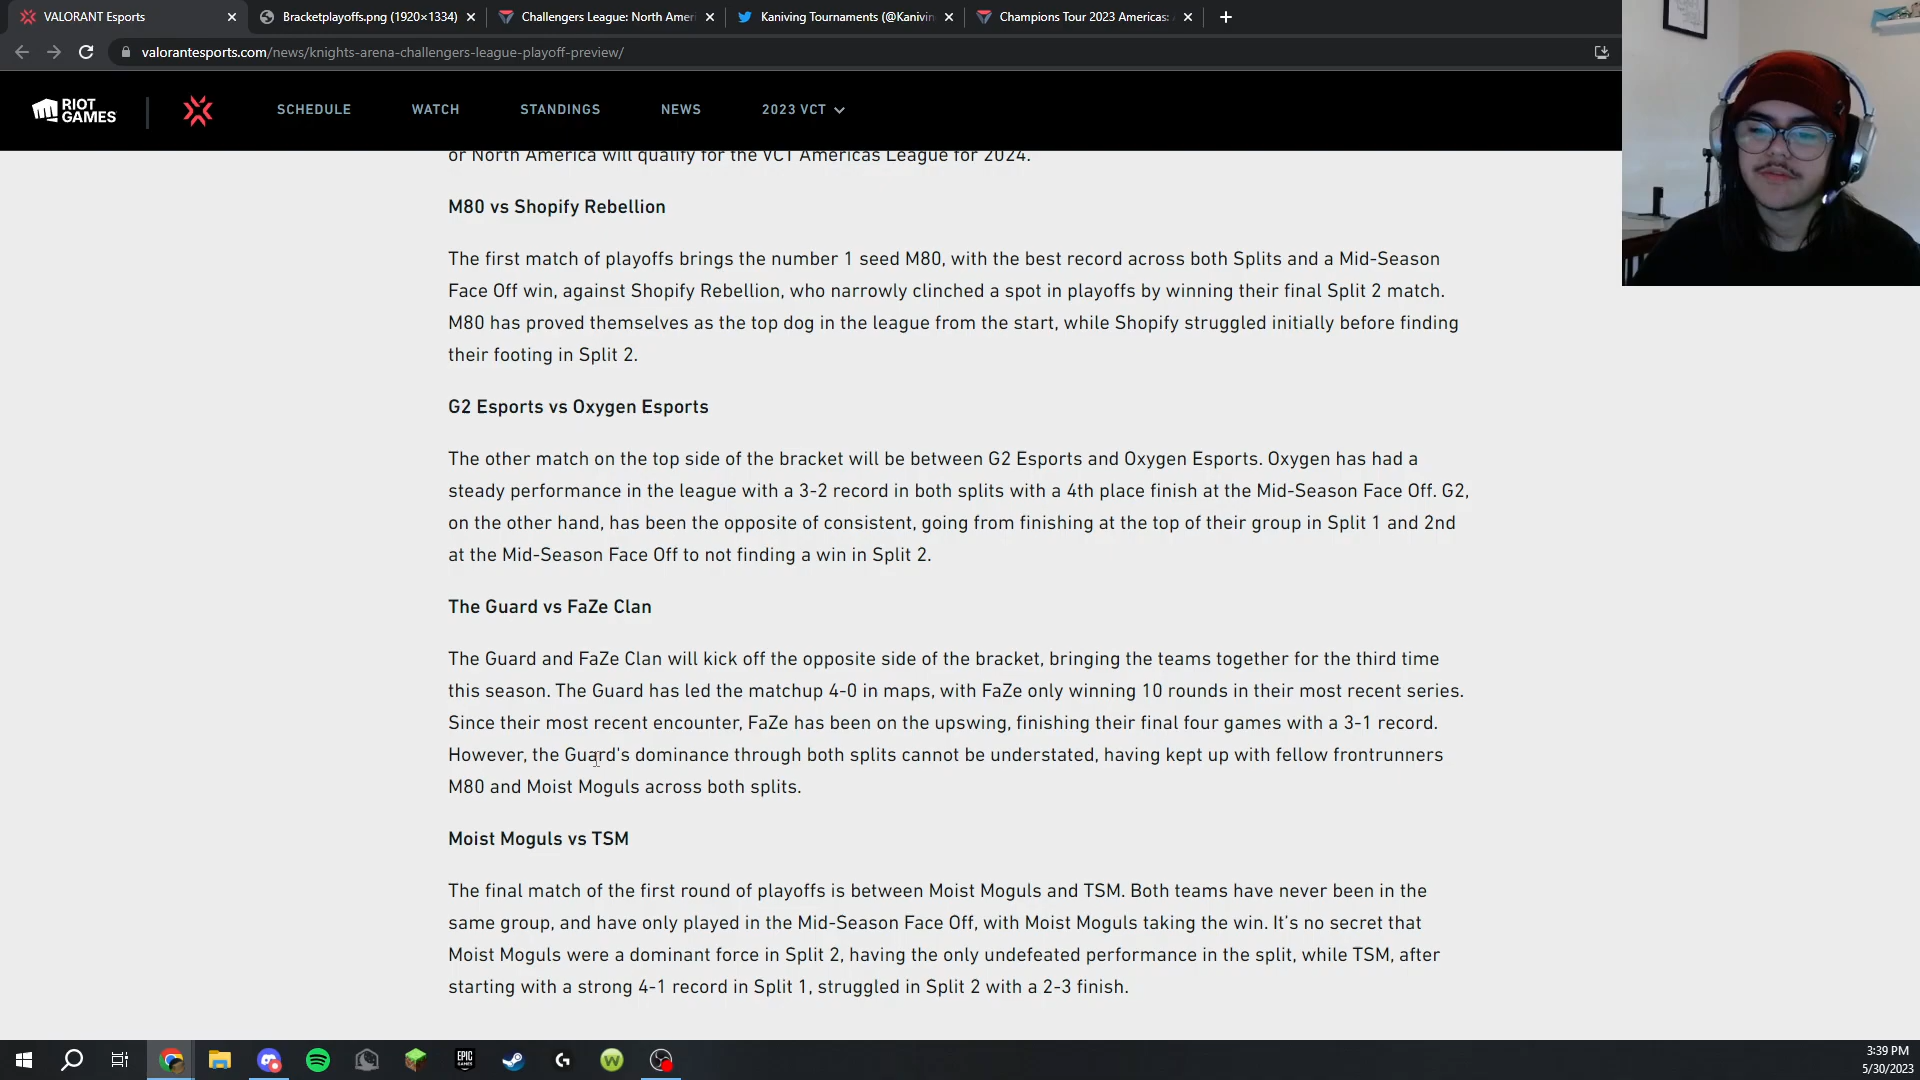 VALORANT Esports
Bracketplayoffs.png (1920×1334)
Challengers League: North Ameri
Kaniving Tournaments (@Kanivin
Champions Tour 2023 Americas:
valorantesports.com/news/knights-arena-challengers-league-playoff-preview/
RIOT GAMES
SCHEDULE
WATCH
STANDINGS
NEWS
2023 VCT
or North America will qualify for the VCT Americas League for 2024.
M80 vs Shopify Rebellion
The first match of playoffs brings the number 1 seed M80, with the best record across both Splits and a Mid-Season
Face Off win, against Shopify Rebellion, who narrowly clinched a spot in playoffs by winning their final Split 2 match.
M80 has proved themselves as the top dog in the league from the start, while Shopify struggled initially before finding
their footing in Split 2.
G2 Esports vs Oxygen Esports
The other match on the top side of the bracket will be between G2 Esports and Oxygen Esports. Oxygen has had a
steady performance in the league with a 3-2 record in both splits with a 4th place finish at the Mid-Season Face Off. G2,
on the other hand, has been the opposite of consistent, going from finishing at the top of their group in Split 1 and 2nd
at the Mid-Season Face Off to not finding a win in Split 2.
The Guard vs FaZe Clan
The Guard and FaZe Clan will kick off the opposite side of the bracket, bringing the teams together for the third time
this season. The Guard has led the matchup 4-0 in maps, with FaZe only winning 10 rounds in their most recent series.
Since their most recent encounter, FaZe has been on the upswing, finishing their final four games with a 3-1 record.
However, the Guard's dominance through both splits cannot be understated, having kept up with fellow frontrunners
M80 and Moist Moguls across both splits.
Moist Moguls vs TSM
The final match of the first round of playoffs is between Moist Moguls and TSM. Both teams have never been in the
same group, and have only played in the Mid-Season Face Off, with Moist Moguls taking the win. It's no secret that
Moist Moguls were a dominant force in Split 2, having the only undefeated performance in the split, while TSM, after
starting with a strong 4-1 record in Split 1, struggled in Split 2 with a 2-3 finish.
EPIC GAMES
3:39 PM
5/30/2023